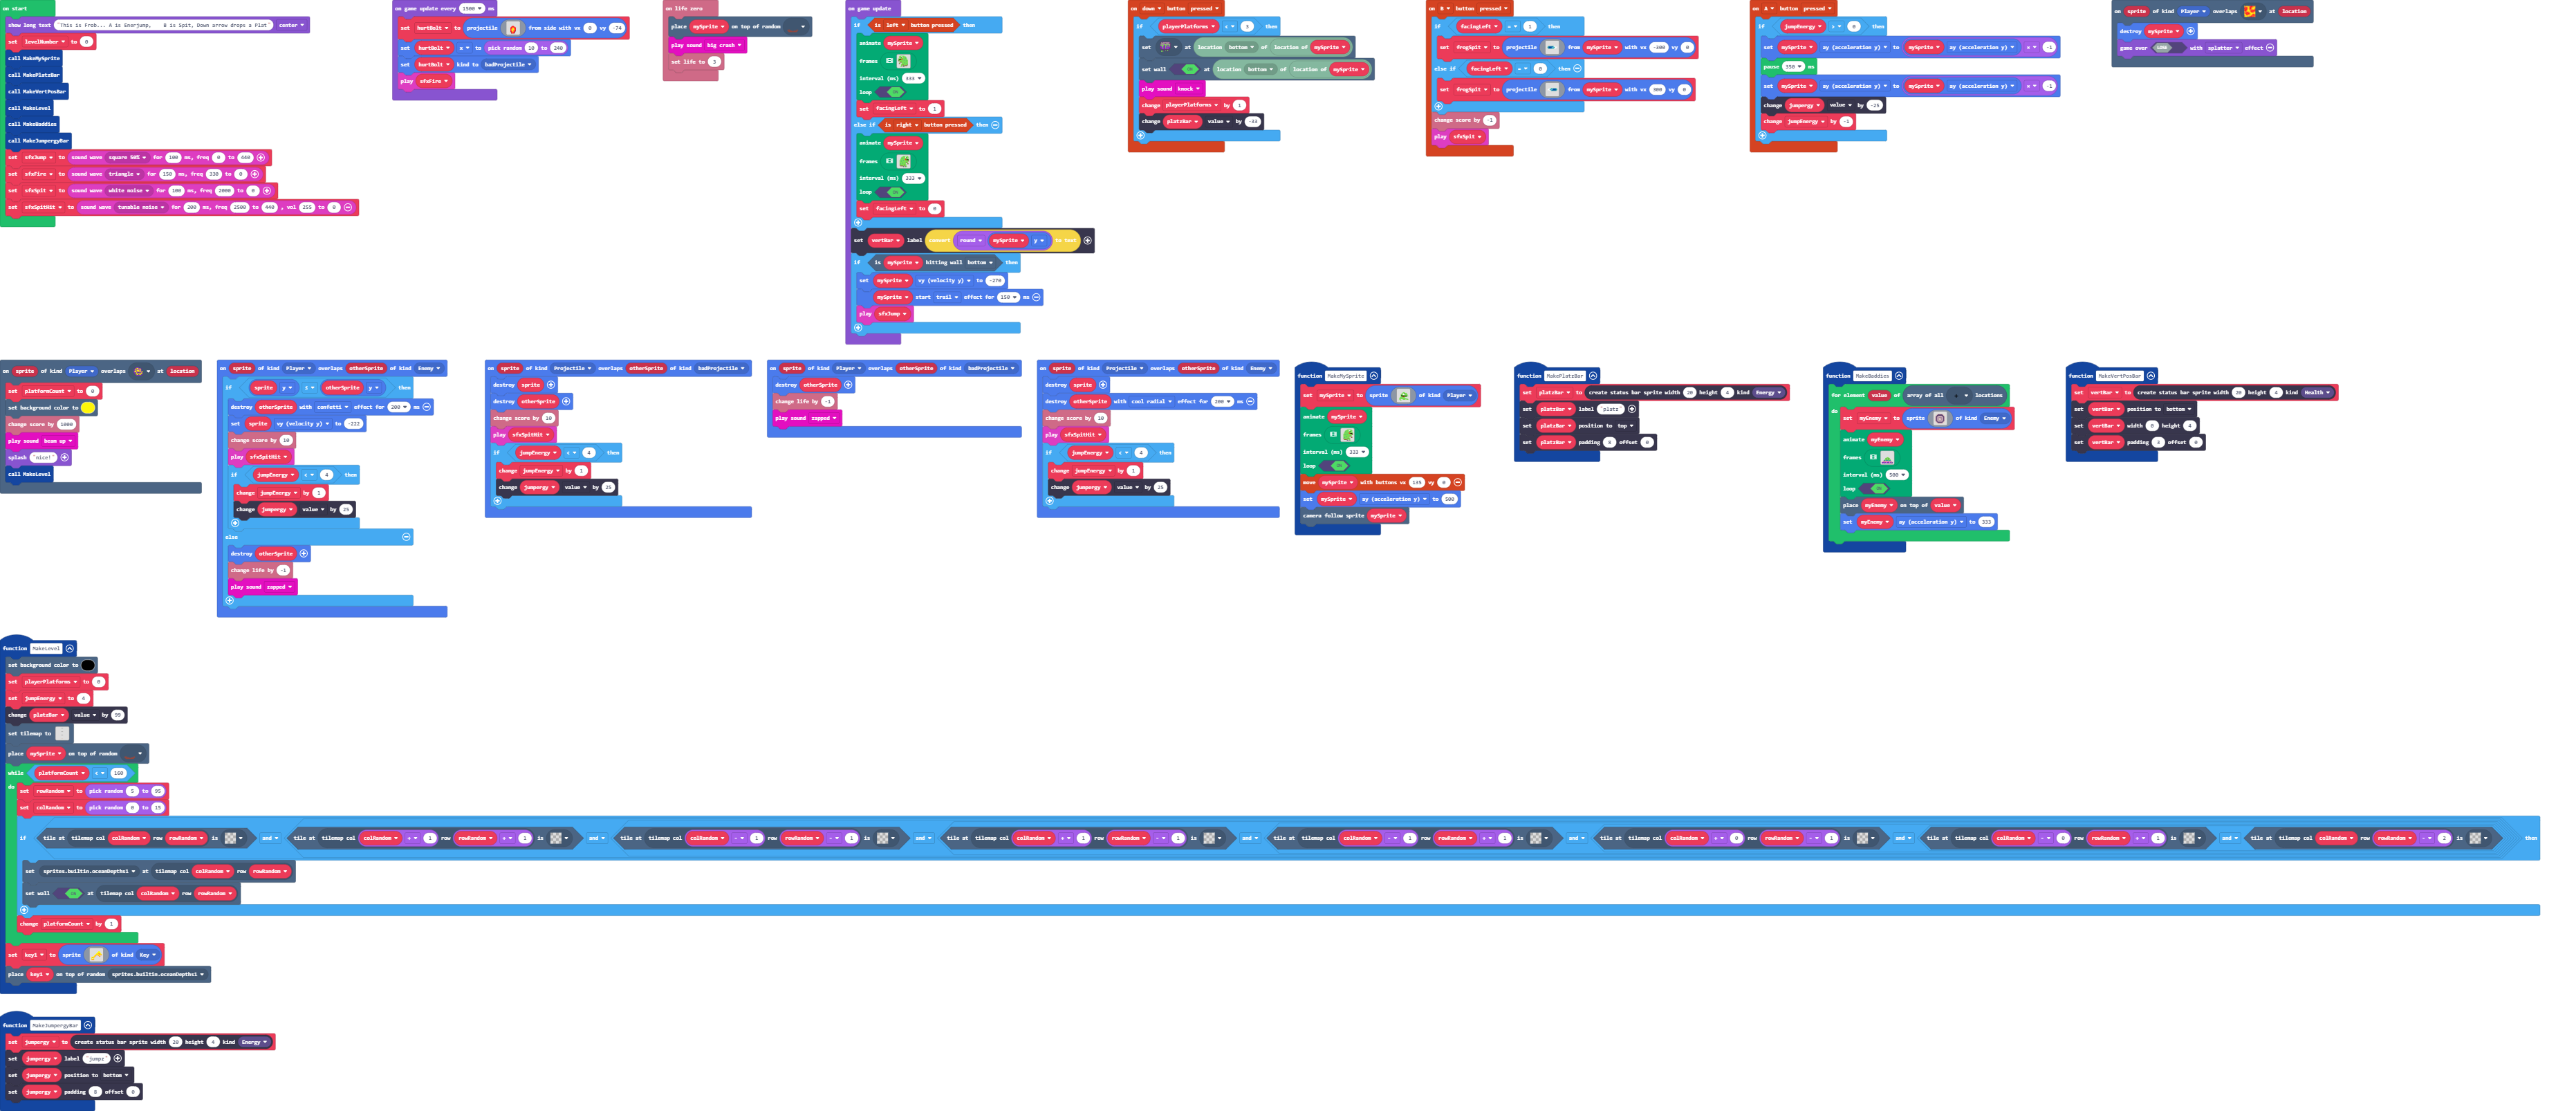 on start
show long text "This is Frob... A is Enerjump, B is Spit, Down arrow drops a Plat" center
set levelNumber to 0
call MakeMySprite
call MakePlatzBar
call MakeVertPosBar
call MakeLevel
call MakeBaddies
call MakeJumpergyBar
set sfxJump to sound wave square 50% for 100 ms, freq 0 to 440
set sfxFire to sound wave triangle for 150 ms, freq 330 to 0
set sfxSpit to sound wave white noise for 100 ms, freq 2000 to 0
set sfxSpitHit to sound wave tunable noise for 200 ms, freq 2500 to 440, vol 255 to 0
on game update every 1500 ms
set hurtBolt to projectile from side with vx 0 vy -74
set hurtBolt x to pick random 10 to 240
set hurtBolt kind to badProjectile
play sfxFire
on life zero
place mySprite on top of random
play sound big crash
set life to 3
on game update
if is left button pressed then
animate mySprite
frames
interval (ms) 333
loop
set facingLeft to 1
else if is right button pressed then
animate mySprite
frames
interval (ms) 333
loop
set facingLeft to 0
set vertBar label convert round mySprite y to text
if is mySprite hitting wall bottom then
set mySprite vy (velocity y) to -270
mySprite start trail effect for 150 ms
play sfxJump
on down button pressed
if playerPlatforms < 3 then
set at location bottom of location of mySprite
set wall ON at location bottom of location of mySprite
play sound knock
change playerPlatforms by 1
change platzBar value by -33
on B button pressed
if facingLeft = 1 then
set frogSpit to projectile from mySprite with vx -300 vy 0
else if facingLeft = 0 then
set frogSpit to projectile from mySprite with vx 300 vy 0
change score by -1
play sfxSpit
on A button pressed
if jumpEnergy > 0 then
set mySprite ay (acceleration y) to mySprite ay (acceleration y) × -1
pause 350 ms
set mySprite ay (acceleration y) to mySprite ay (acceleration y) × -1
change jumpergy value by -25
change jumpEnergy by -1
on sprite of kind Player overlaps at location
destroy mySprite
game over LOSE with splatter effect
on sprite of kind Player overlaps at location
set platformCount to 0
set background color to
change score by 1000
play sound beam up
splash "nice!"
call MakeLevel
on sprite of kind Player overlaps otherSprite of kind Enemy
if sprite y < otherSprite y then
destroy otherSprite with confetti effect for 200 ms
set sprite vy (velocity y) to -222
change score by 10
play sfxSpitHit
if jumpEnergy < 4 then
change jumpEnergy by 1
change jumpergy value by 25
else
destroy otherSprite
change life by -1
play sound zapped
on sprite of kind Projectile overlaps otherSprite of kind badProjectile
destroy sprite
destroy otherSprite
change score by 10
play sfxSpitHit
if jumpEnergy < 4 then
change jumpEnergy by 1
change jumpergy value by 25
on sprite of kind Player overlaps otherSprite of kind badProjectile
destroy otherSprite
change life by -1
play sound zapped
on sprite of kind Projectile overlaps otherSprite of kind Enemy
destroy sprite
destroy otherSprite with cool radial effect for 200 ms
change score by 10
play sfxSpitHit
if jumpEnergy < 4 then
change jumpEnergy by 1
change jumpergy value by 25
function MakeMySprite
set mySprite to sprite of kind Player
animate mySprite
frames
interval (ms) 333
loop
move mySprite with buttons vx 135 vy 0
set mySprite ay (acceleration y) to 500
camera follow sprite mySprite
function MakePlatzBar
set platzBar to create status bar sprite width 20 height 4 kind Energy
set platzBar label "platz"
set platzBar position to top
set platzBar padding 3 offset 0
function MakeBaddies
for element value of array of all locations
do set myEnemy to sprite of kind Enemy
animate myEnemy
frames
interval (ms) 500
loop
place myEnemy on top of value
set myEnemy ay (acceleration y) to 333
function MakeVertPosBar
set vertBar to create status bar sprite width 20 height 4 kind Health
set vertBar position to bottom
set vertBar width 0 height 4
set vertBar padding 3 offset 0
function MakeLevel
set background color to
set playerPlatforms to 0
set jumpEnergy to 4
change platzBar value by 99
set tilemap to
place mySprite on top of random
while platformCount < 160
do set rowRandom to pick random 5 to 95
set colRandom to pick random 0 to 15
if tile at tilemap col colRandom row rowRandom is and tile at tilemap col colRandom + 1 row rowRandom + 1 is and tile at tilemap col colRandom - 1 row rowRandom - 1 is and tile at tilemap col colRandom + 1 row rowRandom - 1 is and tile at tilemap col colRandom - 1 row rowRandom + 1 is and tile at tilemap col colRandom + 0 row rowRandom - 1 is and tile at tilemap col colRandom - 0 row rowRandom + 1 is and tile at tilemap col colRandom row rowRandom - 2 is then
set sprites.builtin.oceanDepths1 at tilemap col colRandom row rowRandom
set wall ON at tilemap col colRandom row rowRandom
change platformCount by 1
set key1 to sprite of kind Key
place key1 on top of random sprites.builtin.oceanDepths1
function MakeJumpergyBar
set jumpergy to create status bar sprite width 20 height 4 kind Energy
set jumpergy label "jumpz"
set jumpergy position to bottom
set jumpergy padding offset 0